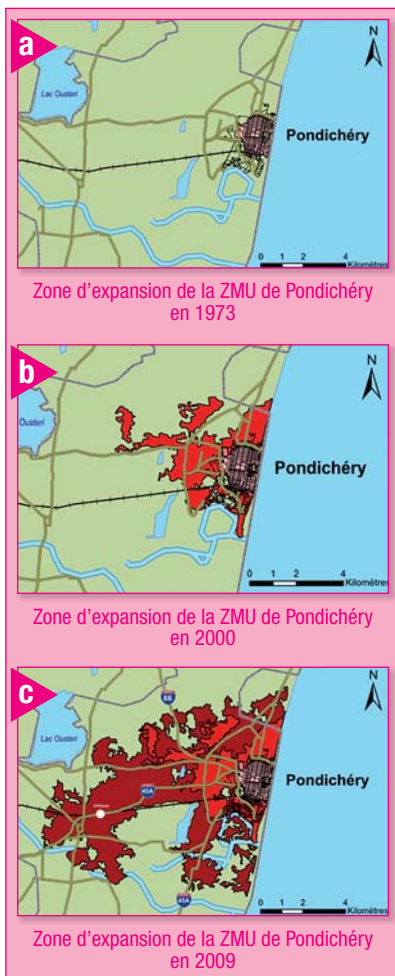 a
N
Lac Ousteri
Pondichéry
0 1 2 4
Kilomètres
Zone d'expansion de la ZMU de Pondichéry
en 1973
b
N
Ousteri
Pondichéry
0 1 2 4
Kilomètres
Zone d'expansion de la ZMU de Pondichéry
en 2000
c
66
N
Lac Ousteri
Pondichéry
45A
45A
0 1 2 4
Kilomètres
Zone d'expansion de la ZMU de Pondichéry
en 2009